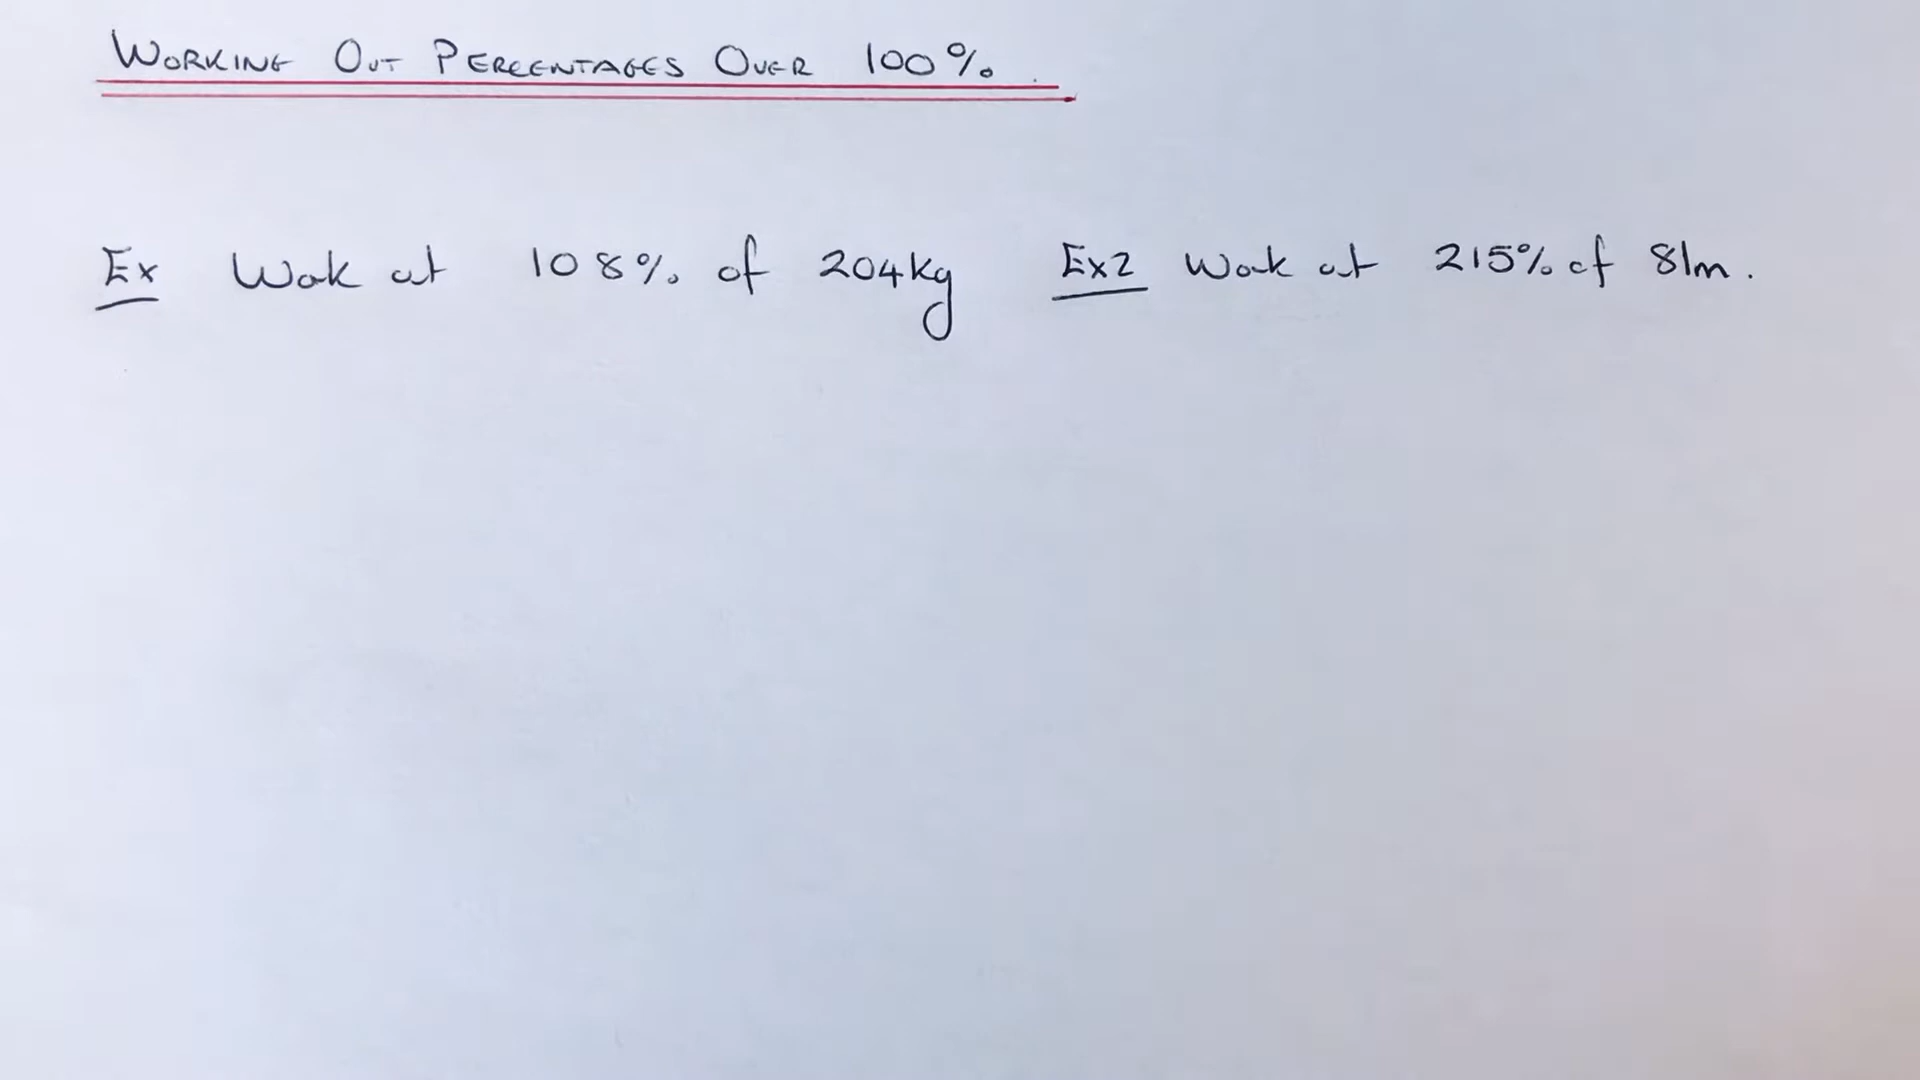 WORKING OUT PERCENTAGES OVER 100%.
Ex Work out 108% of 204kg
Ex2 Work out 215% of 81m.